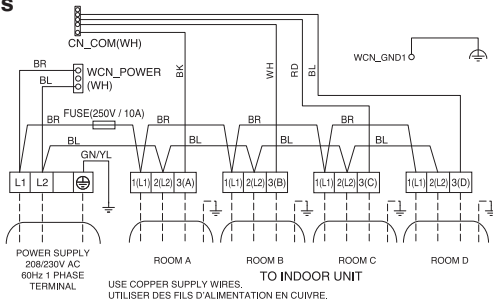 s
CN_COM(WH)
BR
BL
WCN_POWER
(WH)
BK
WH
RD
BL
WCN_GND1
FUSE(250V / 10A)
BR
BL
GN/YL
BR
BL
BR
BL
BR
BL
L1 L2
1(L1) 2(L2) 3(A)
1(L1) 2(L2) 3(B)
1(L1) 2(L2) 3(C)
1(L1) 2(L2) 3(D)
POWER SUPPLY
208/230V AC
60Hz 1 PHASE
TERMINAL
ROOM A
ROOM B
ROOM C
ROOM D
TO INDOOR UNIT
USE COPPER SUPPLY WIRES.
UTILISER DES FILS D'ALIMENTATION EN CUIVRE.